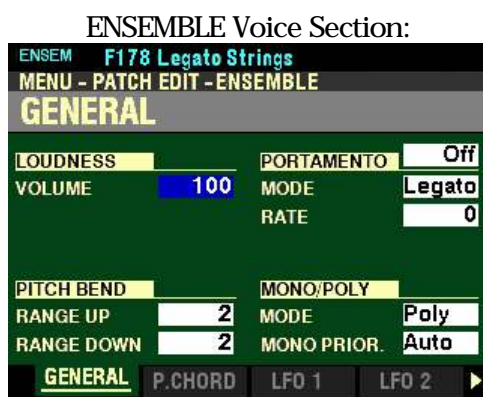 ENSEMBLE Voice Section:
ENSEM F178 Legato Strings
MENU - PATCH EDIT - ENSEMBLE
GENERAL
LOUDNESS
VOLUME 100
PORTAMENTO Off
MODE Legato
RATE 0
PITCH BEND
RANGE UP 2
RANGE DOWN 2
MONO/POLY
MODE Poly
MONO PRIOR. Auto
GENERAL P.CHORD LFO 1 LFO 2